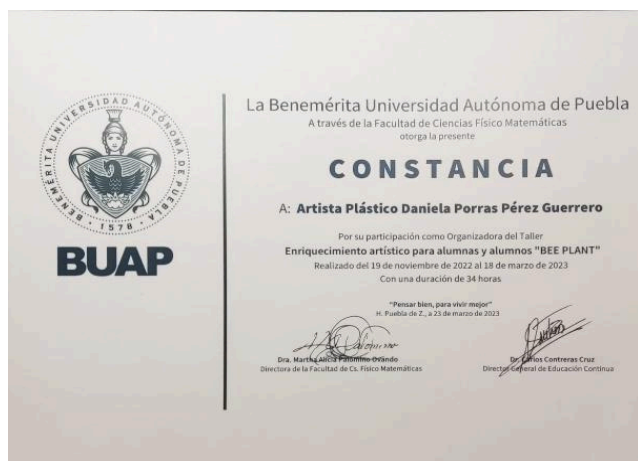 BENEMÉRITA UNIVERSIDAD AUTÓNOMA DE PUEBLA
1578
BUAP
La Benemérita Universidad Autónoma de Puebla
A través de la Facultad de Ciencias Físico Matemáticas
otorga la presente
CONSTANCIA
A: Artista Plástico Daniela Porras Pérez Guerrero
Por su participación como Organizadora del Taller
Enriquecimiento artístico para alumnas y alumnos "BEE PLANT"
Realizado del 19 de noviembre de 2022 al 18 de marzo de 2023
Con una duración de 34 horas
"Pensar bien, para vivir mejor"
H. Puebla de Z., a 23 de marzo de 2023
Dra. Martha Alicia Palomino Ovando
Directora de la Facultad de Cs. Físico Matemáticas
Dr. Carlos Contreras Cruz
Director General de Educación Continua